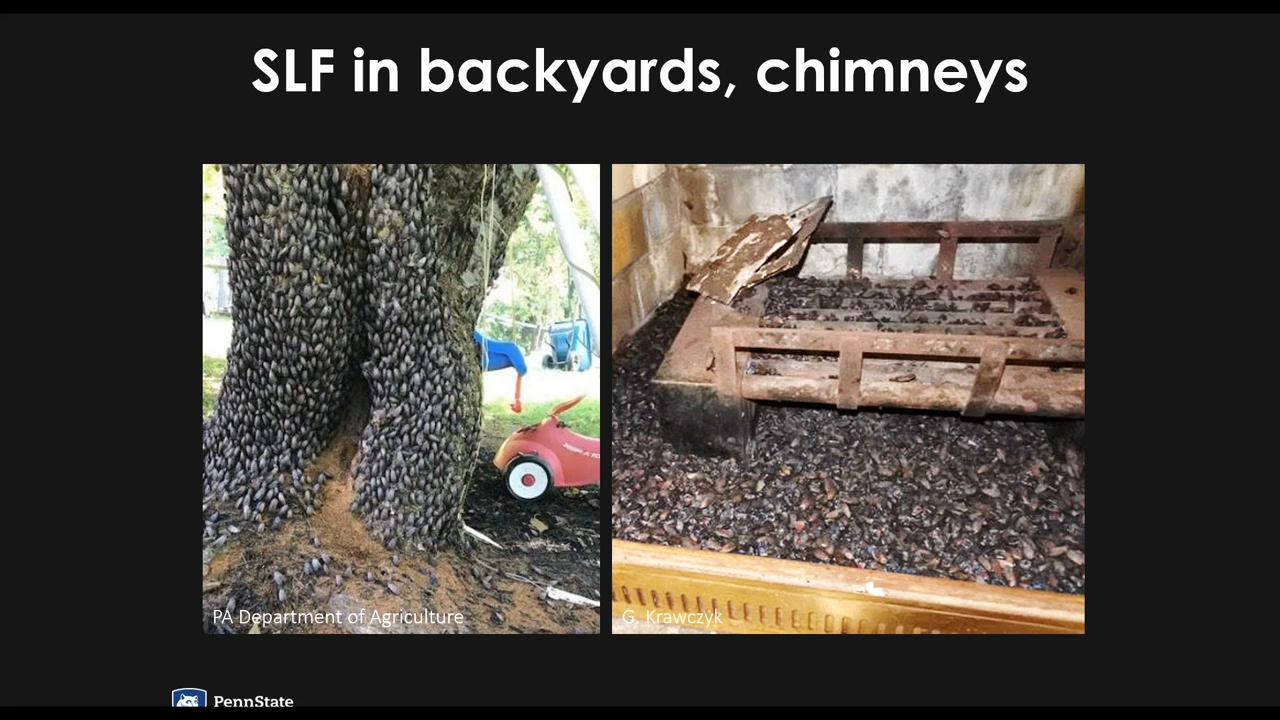 SLF in backyards, chimneys
PA Department of Agriculture
G. Krawczyk
PennState